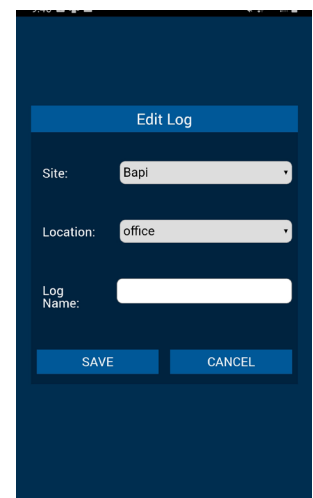 Edit Log
Site: Bapi
Location: office
Log
Name:
SAVE CANCEL